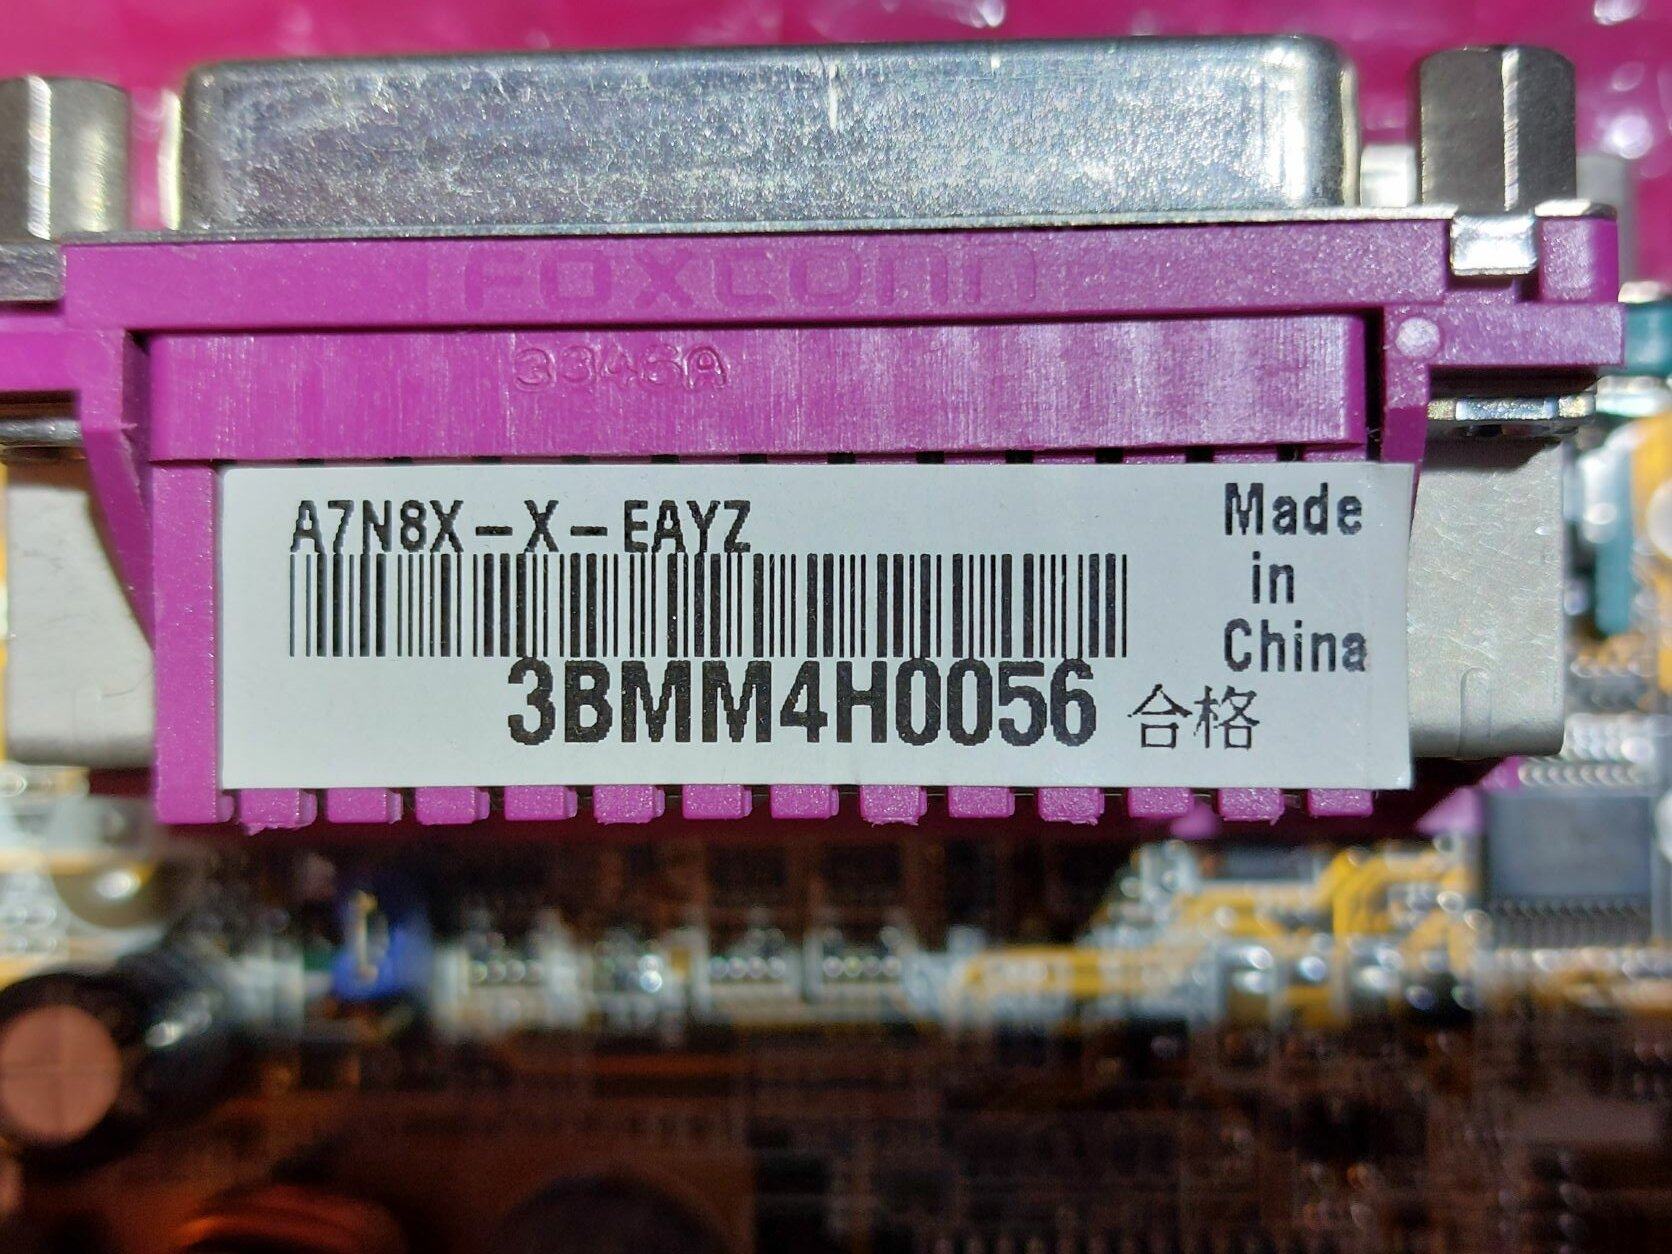 FOXCONN
3346A
A7N8X-X-EAYZ
Made
in
China
3BMM4H0056 合格